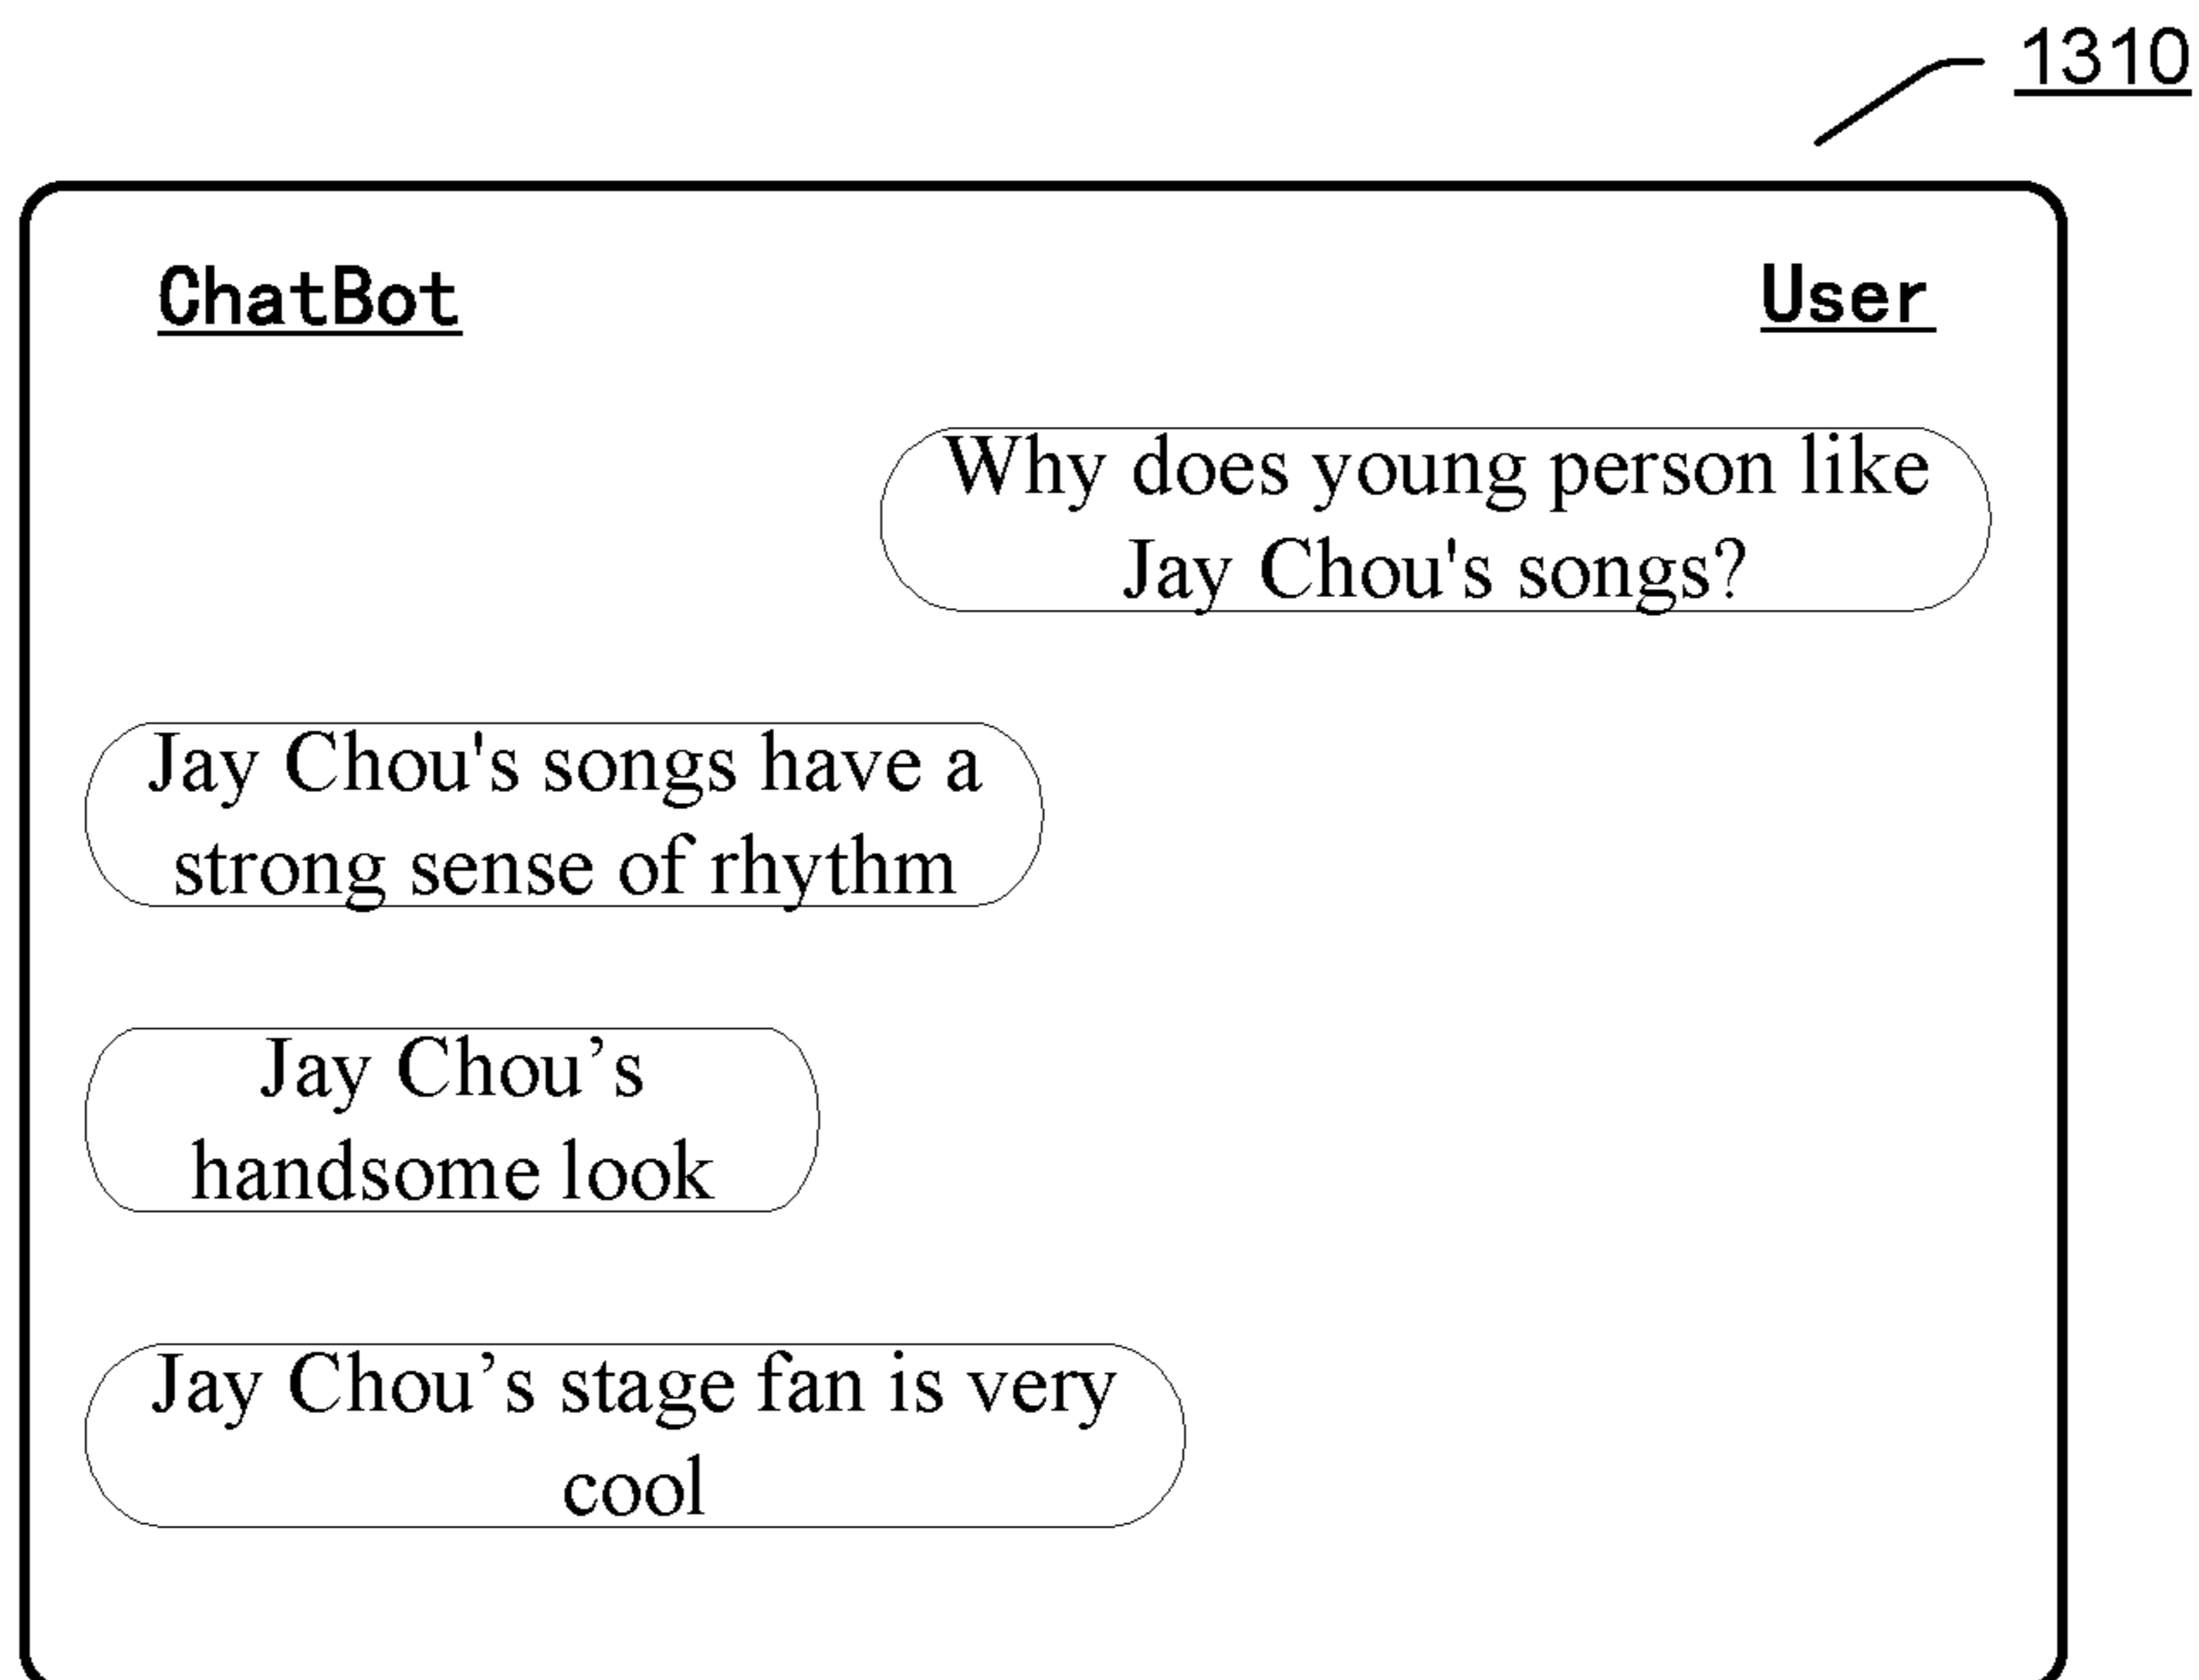 1310
ChatBot
User
Why does young person like
Jay Chou's songs?
Jay Chou's songs have a
strong sense of rhythm
Jay Chou’s
handsome look
Jay Chou’s stage fan is very
cool